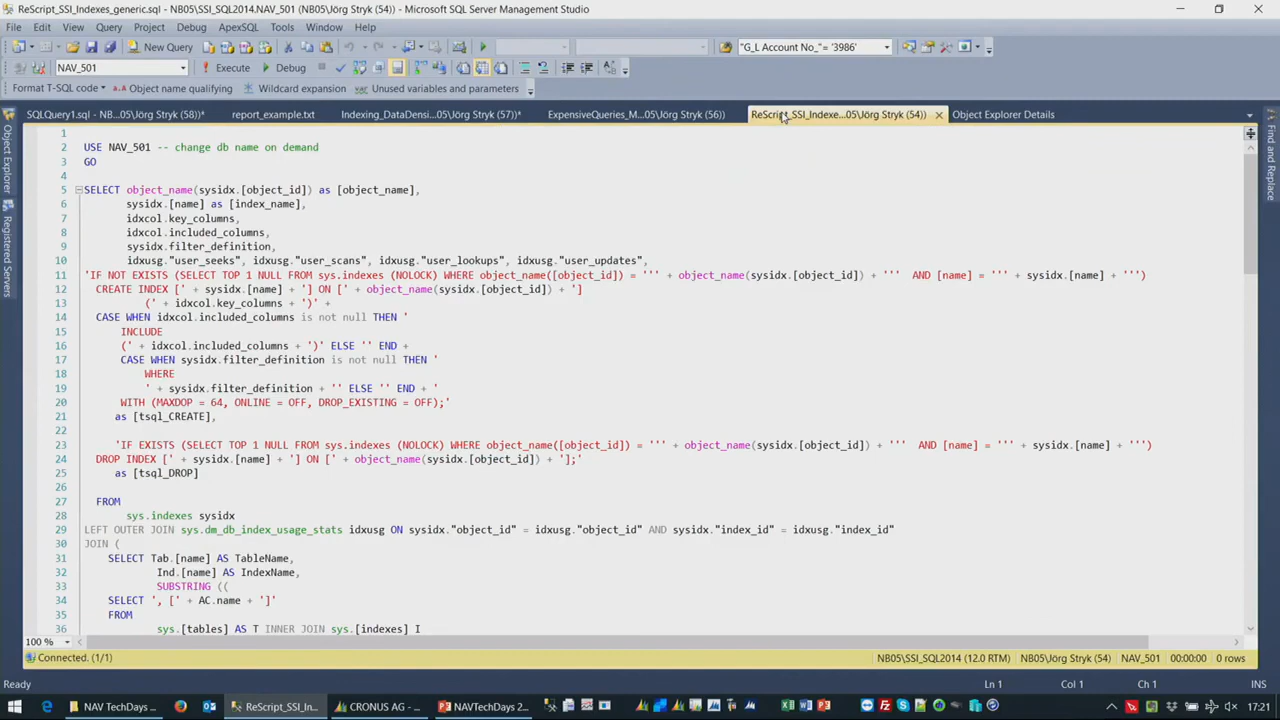 ReScript_SSI_Indexes_generic.sql - NB05\SSI_SQL2014.NAV_501 (NB05\Jörg Stryk (54)) - Microsoft SQL Server Management Studio
File Edit View Query Project Debug ApexSQL Tools Window Help
New Query "G_L Account No_"= '3986'
NAV_501 Execute Debug
Format T-SQL code Object name qualifying Wildcard expansion Unused variables and parameters
SQLQuery1.sql - NB...05\Jörg Stryk (58))* report_example.txt Indexing_DataDensi...05\Jörg Stryk (57))* ExpensiveQueries_M...05\Jörg Stryk (56)) ReScript_SSI_Indexe...05\Jörg Stryk (54)) Object Explorer Details
Object Explorer
Registered Servers
Find and Replace
1
2 USE NAV_501 -- change db name on demand
3 GO
4
5 SELECT object_name(sysidx.[object_id]) as [object_name],
6 sysidx.[name] as [index_name],
7 idxcol.key_columns,
8 idxcol.included_columns,
9 sysidx.filter_definition,
10 idxusg."user_seeks", idxusg."user_scans", idxusg."user_lookups", idxusg."user_updates",
11 'IF NOT EXISTS (SELECT TOP 1 NULL FROM sys.indexes (NOLOCK) WHERE object_name([object_id]) = ''' + object_name(sysidx.[object_id]) + ''' AND [name] = ''' + sysidx.[name] + ''')
12 CREATE INDEX [' + sysidx.[name] + '] ON [' + object_name(sysidx.[object_id]) + ']
13 (' + idxcol.key_columns + ')' +
14 CASE WHEN idxcol.included_columns is not null THEN '
15 INCLUDE
16 (' + idxcol.included_columns + ')' ELSE '' END +
17 CASE WHEN sysidx.filter_definition is not null THEN '
18 WHERE
19 ' + sysidx.filter_definition + '' ELSE '' END + '
20 WITH (MAXDOP = 64, ONLINE = OFF, DROP_EXISTING = OFF);'
21 as [tsql_CREATE],
22
23 'IF EXISTS (SELECT TOP 1 NULL FROM sys.indexes (NOLOCK) WHERE object_name([object_id]) = ''' + object_name(sysidx.[object_id]) + ''' AND [name] = ''' + sysidx.[name] + ''')
24 DROP INDEX [' + sysidx.[name] + '] ON [' + object_name(sysidx.[object_id]) + '];'
25 as [tsql_DROP]
26
27 FROM
28 sys.indexes sysidx
29 LEFT OUTER JOIN sys.dm_db_index_usage_stats idxusg ON sysidx."object_id" = idxusg."object_id" AND sysidx."index_id" = idxusg."index_id"
30 JOIN (
31 SELECT Tab.[name] AS TableName,
32 Ind.[name] AS IndexName,
33 SUBSTRING ((
34 SELECT ', [' + AC.name + ']'
35 FROM
36 sys.[tables] AS T INNER JOIN sys.[indexes] I
100 %
Connected. (1/1) NB05\SSI_SQL2014 (12.0 RTM) NB05\Jörg Stryk (54) NAV_501 00:00:00 0 rows
Ready Ln 1 Col 1 Ch 1 INS
NAV TechDays ... ReScript_SSI_In... CRONUS AG - ... NAVTechDays 2... 17:21